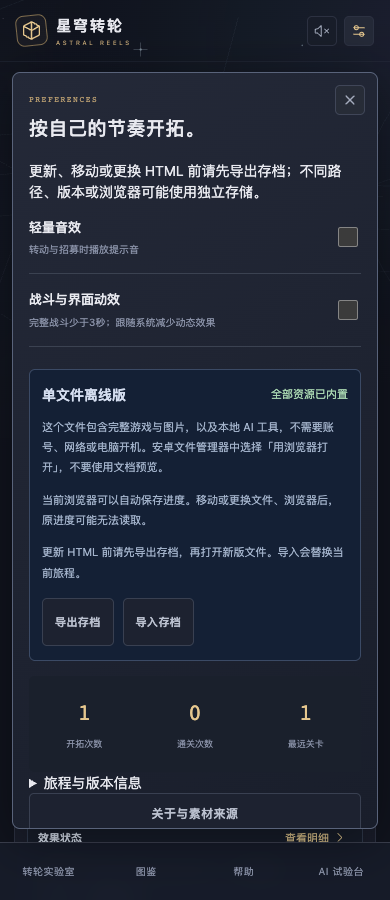 星穹转轮
ASTRAL REELS
PREFERENCES
按自己的节奏开拓。
更新、移动或更换 HTML 前请先导出存档；不同路
径、版本或浏览器可能使用独立存储。
轻量音效
转动与招募时播放提示音
战斗与界面动效
完整战斗少于3秒；跟随系统减少动态效果
单文件离线版
全部资源已内置
这个文件包含完整游戏与图片，以及本地 AI 工具，不需要账
号、网络或电脑开机。安卓文件管理器中选择「用浏览器打
开」，不要使用文档预览。
当前浏览器可以自动保存进度。移动或更换文件、浏览器后，
原进度可能无法读取。
更新 HTML 前请先导出存档，再打开新版文件。导入会替换当
前旅程。
导出存档
导入存档
1
0
1
开拓次数
通关次数
最远关卡
旅程与版本信息
关于与素材来源
效果状态
查看明细
转轮实验室
图鉴
帮助
AI 试验台